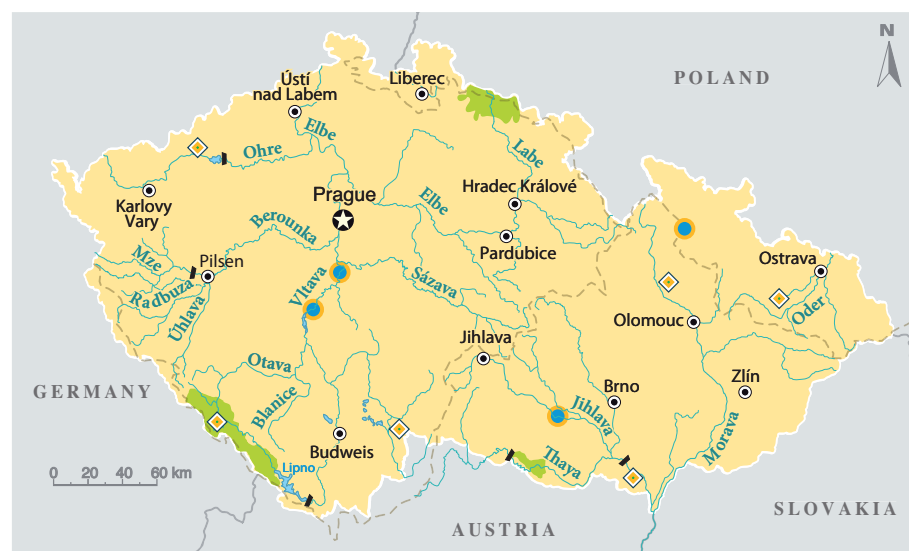 N
POLAND
Ústí
nad Labem
Liberec
Elbe
Ohre
Labe
Karlovy
Vary
Prague
Hradec Králové
Elbe
Berounka
Pardubice
Mze
Pilsen
Ostrava
Radbuza
Vltava
Sázava
Oder
Úhlava
Olomouc
Jihlava
GERMANY
Otava
Blanice
Brno
Zlín
Jihlava
Morava
Budweis
Lipno
Thaya
0 20 40 60 km
SLOVAKIA
AUSTRIA